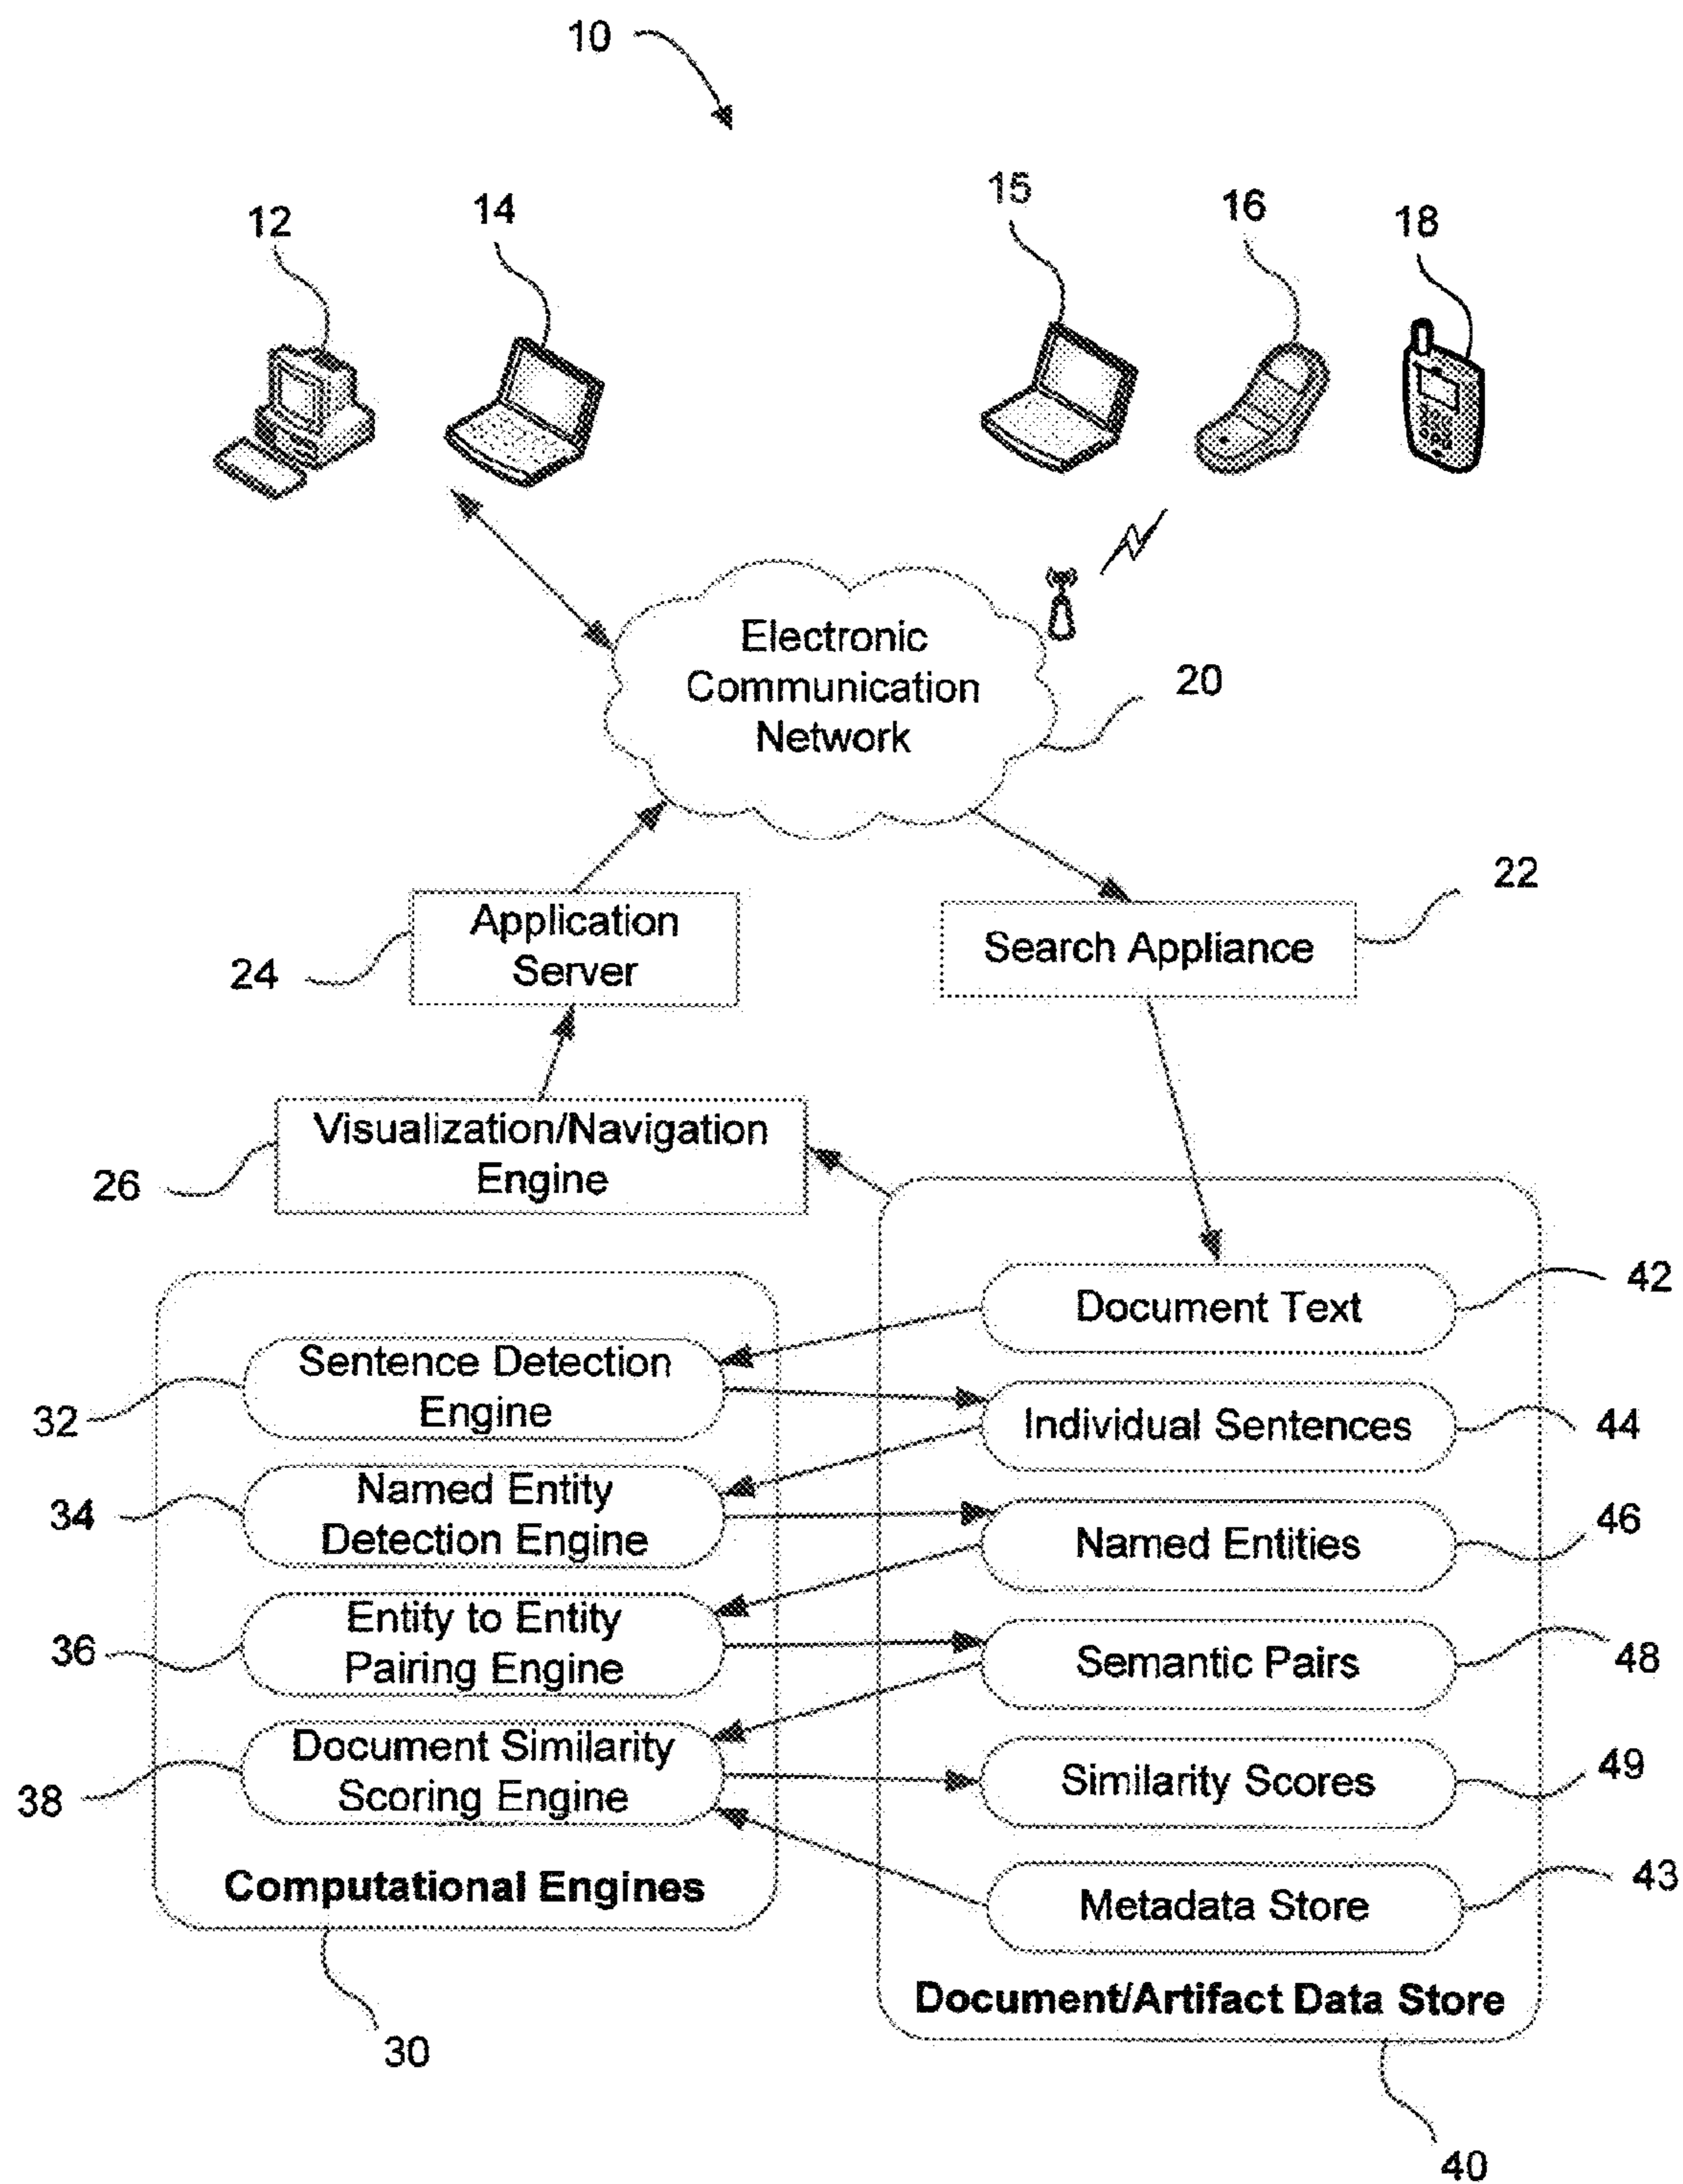 10
12
14
15
16
18
Electronic
Communication
Network
20
Application
Server
24
Search Appliance
22
Visualization/Navigation
Engine
26
Sentence Detection
Engine
32
Named Entity
Detection Engine
34
Entity to Entity
Pairing Engine
36
Document Similarity
Scoring Engine
38
Computational Engines
30
Document Text
42
Individual Sentences
44
Named Entities
46
Semantic Pairs
48
Similarity Scores
49
Metadata Store
43
Document/Artifact Data Store
40